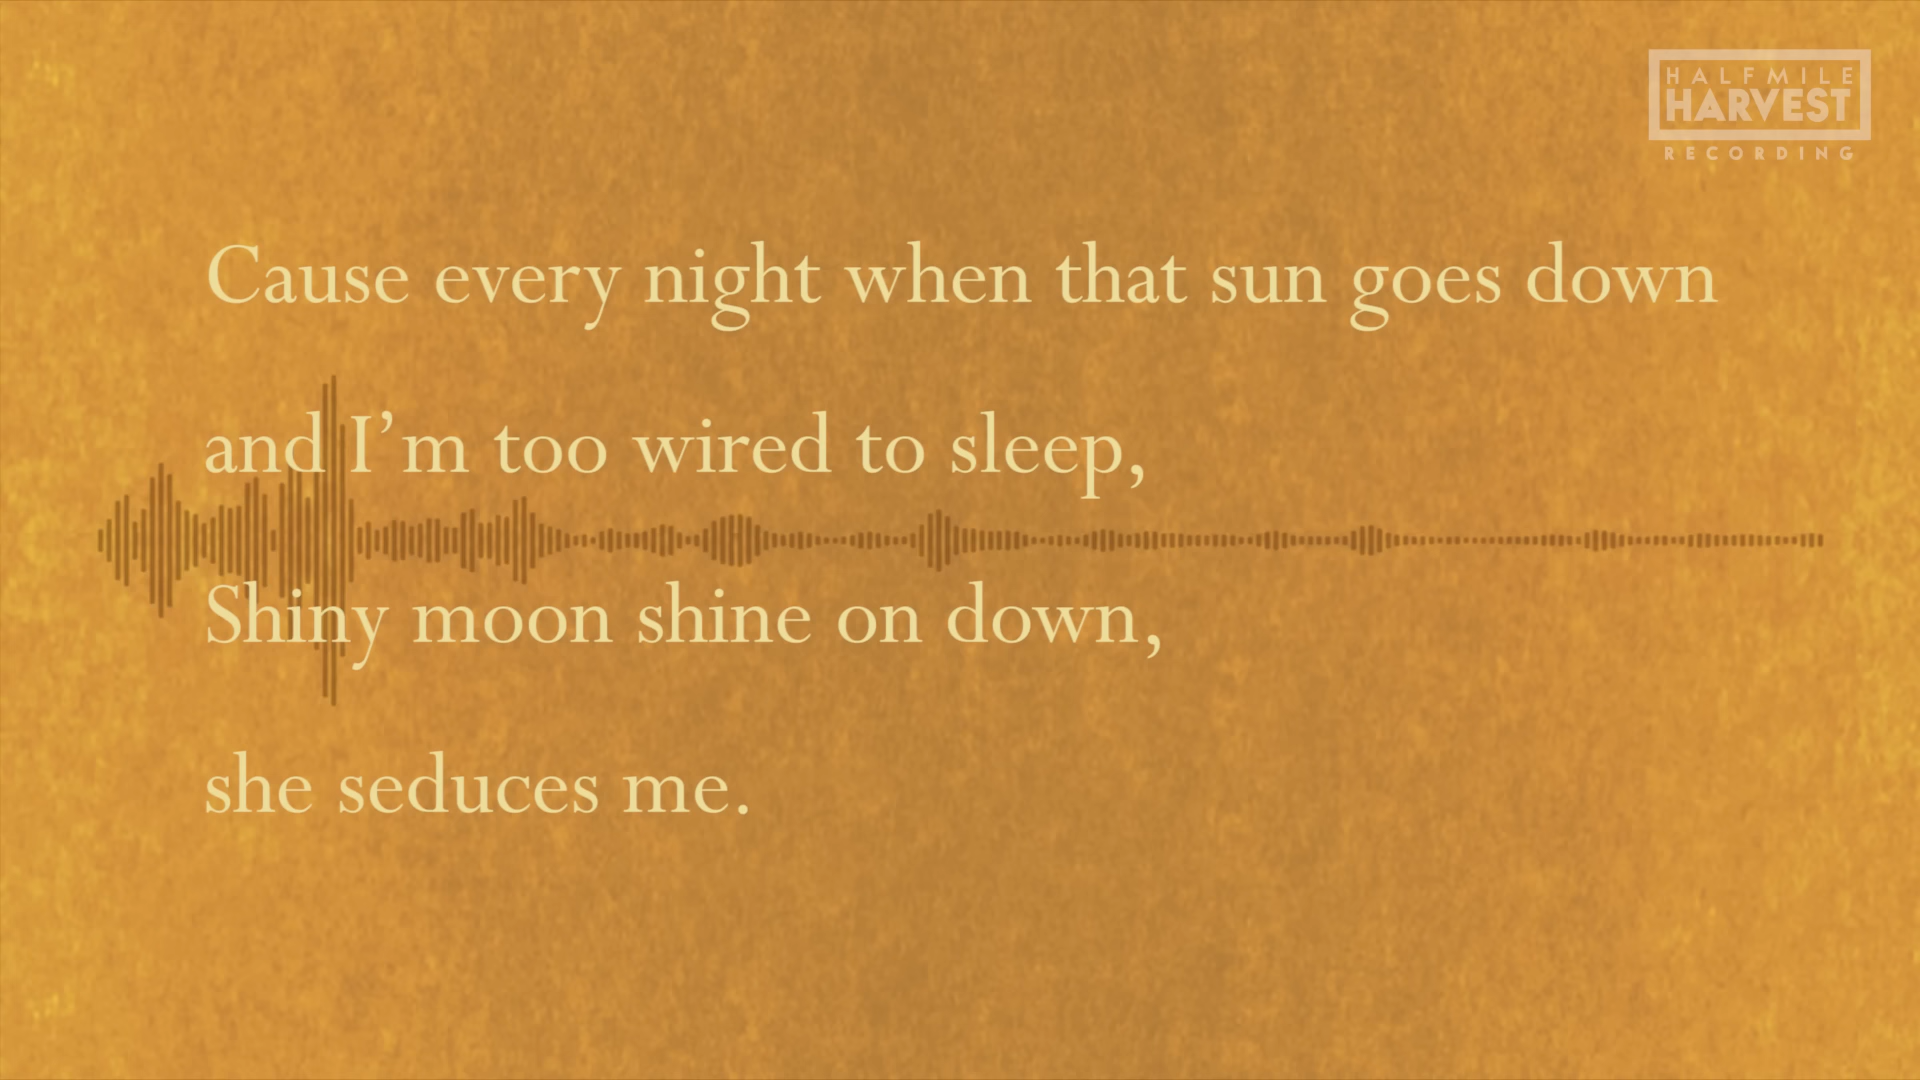 HALFMILE
HARVEST
RECORDING
Cause every night when that sun goes down
and I’m too wired to sleep,
Shiny moon shine on down,
she seduces me.